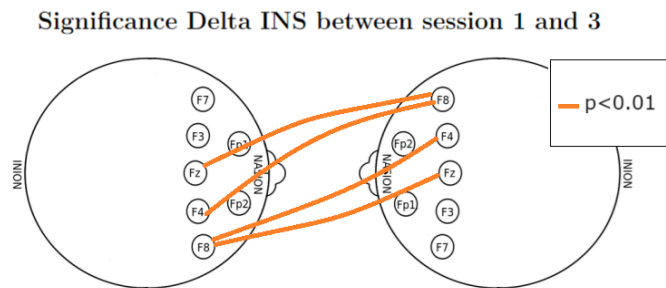 Significance Delta INS between session 1 and 3
p<0.01
INION
F7
F3
Fp1
Fz
F4
Fp2
F8
NASION
NASION
F8
F4
Fp2
Fz
Fp1
F3
F7
INION